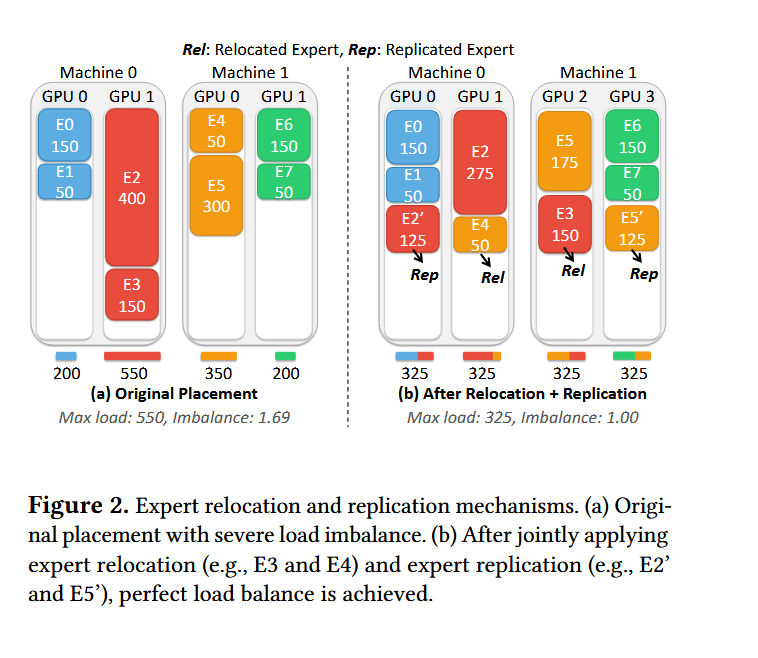 Rel: Relocated Expert, Rep: Replicated Expert
Machine 0
Machine 1
GPU 0
GPU 1
GPU 0
GPU 1
E0
150
E1
50
E2
400
E3
150
E4
50
E5
300
E6
150
E7
50
200
550
350
200
(a) Original Placement
Max load: 550, Imbalance: 1.69
Machine 0
Machine 1
GPU 0
GPU 1
GPU 2
GPU 3
E0
150
E1
50
E2’
125
Rep
E2
275
E4
50
Rel
E5
175
E3
150
Rel
E6
150
E7
50
E5’
125
Rep
325
325
325
325
(b) After Relocation + Replication
Max load: 325, Imbalance: 1.00
Figure 2. Expert relocation and replication mechanisms. (a) Origi-
nal placement with severe load imbalance. (b) After jointly applying
expert relocation (e.g., E3 and E4) and expert replication (e.g., E2’
and E5’), perfect load balance is achieved.